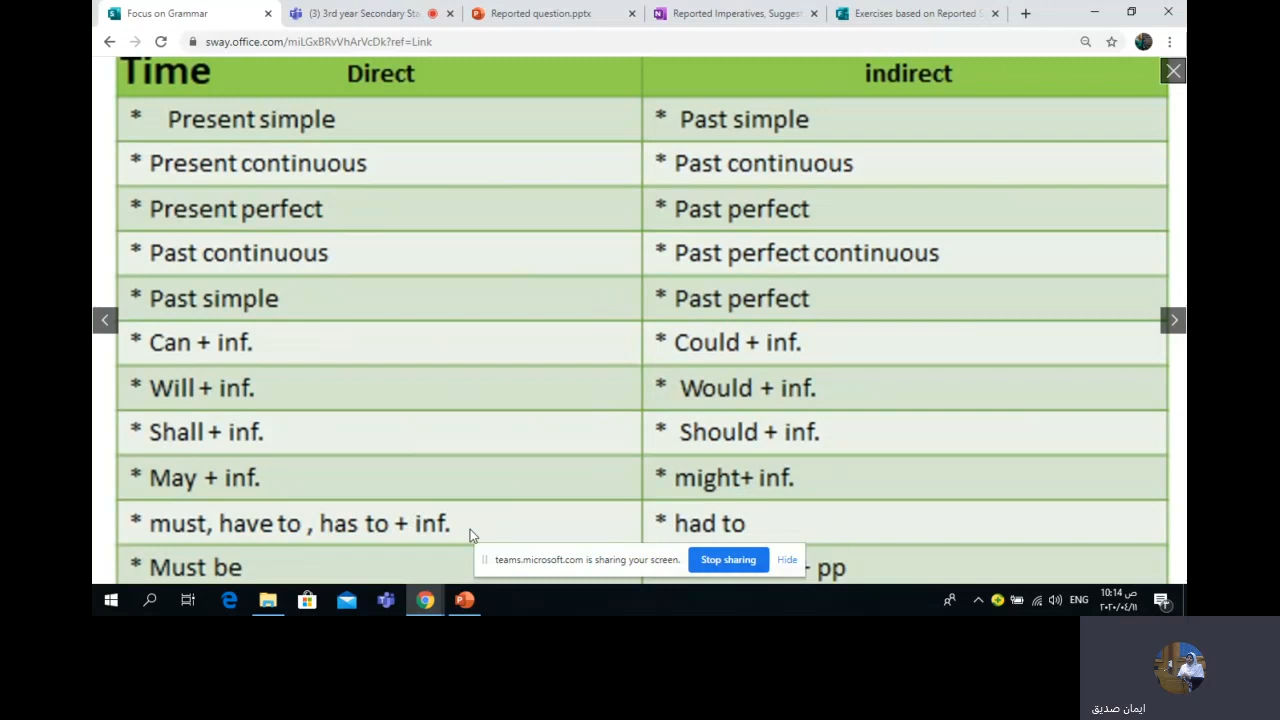 Focus on Grammar
(3) 3rd year Secondary Sta
Reported question.pptx
Reported Imperatives, Suggest
Exercises based on Reported S
sway.office.com/miLGxBRvVhArVcDk?ref=Link
Time Direct indirect
* Present simple * Past simple
* Present continuous * Past continuous
* Present perfect * Past perfect
* Past continuous * Past perfect continuous
* Past simple * Past perfect
* Can + inf. * Could + inf.
* Will + inf. * Would + inf.
* Shall + inf. * Should + inf.
* May + inf. * might+ inf.
* must, have to , has to + inf. * had to
teams.microsoft.com is sharing your screen. Stop sharing Hide
* Must be pp
ENG
10:14 ص
٢٠٢٠/٠٤/١١
ايمان صديق